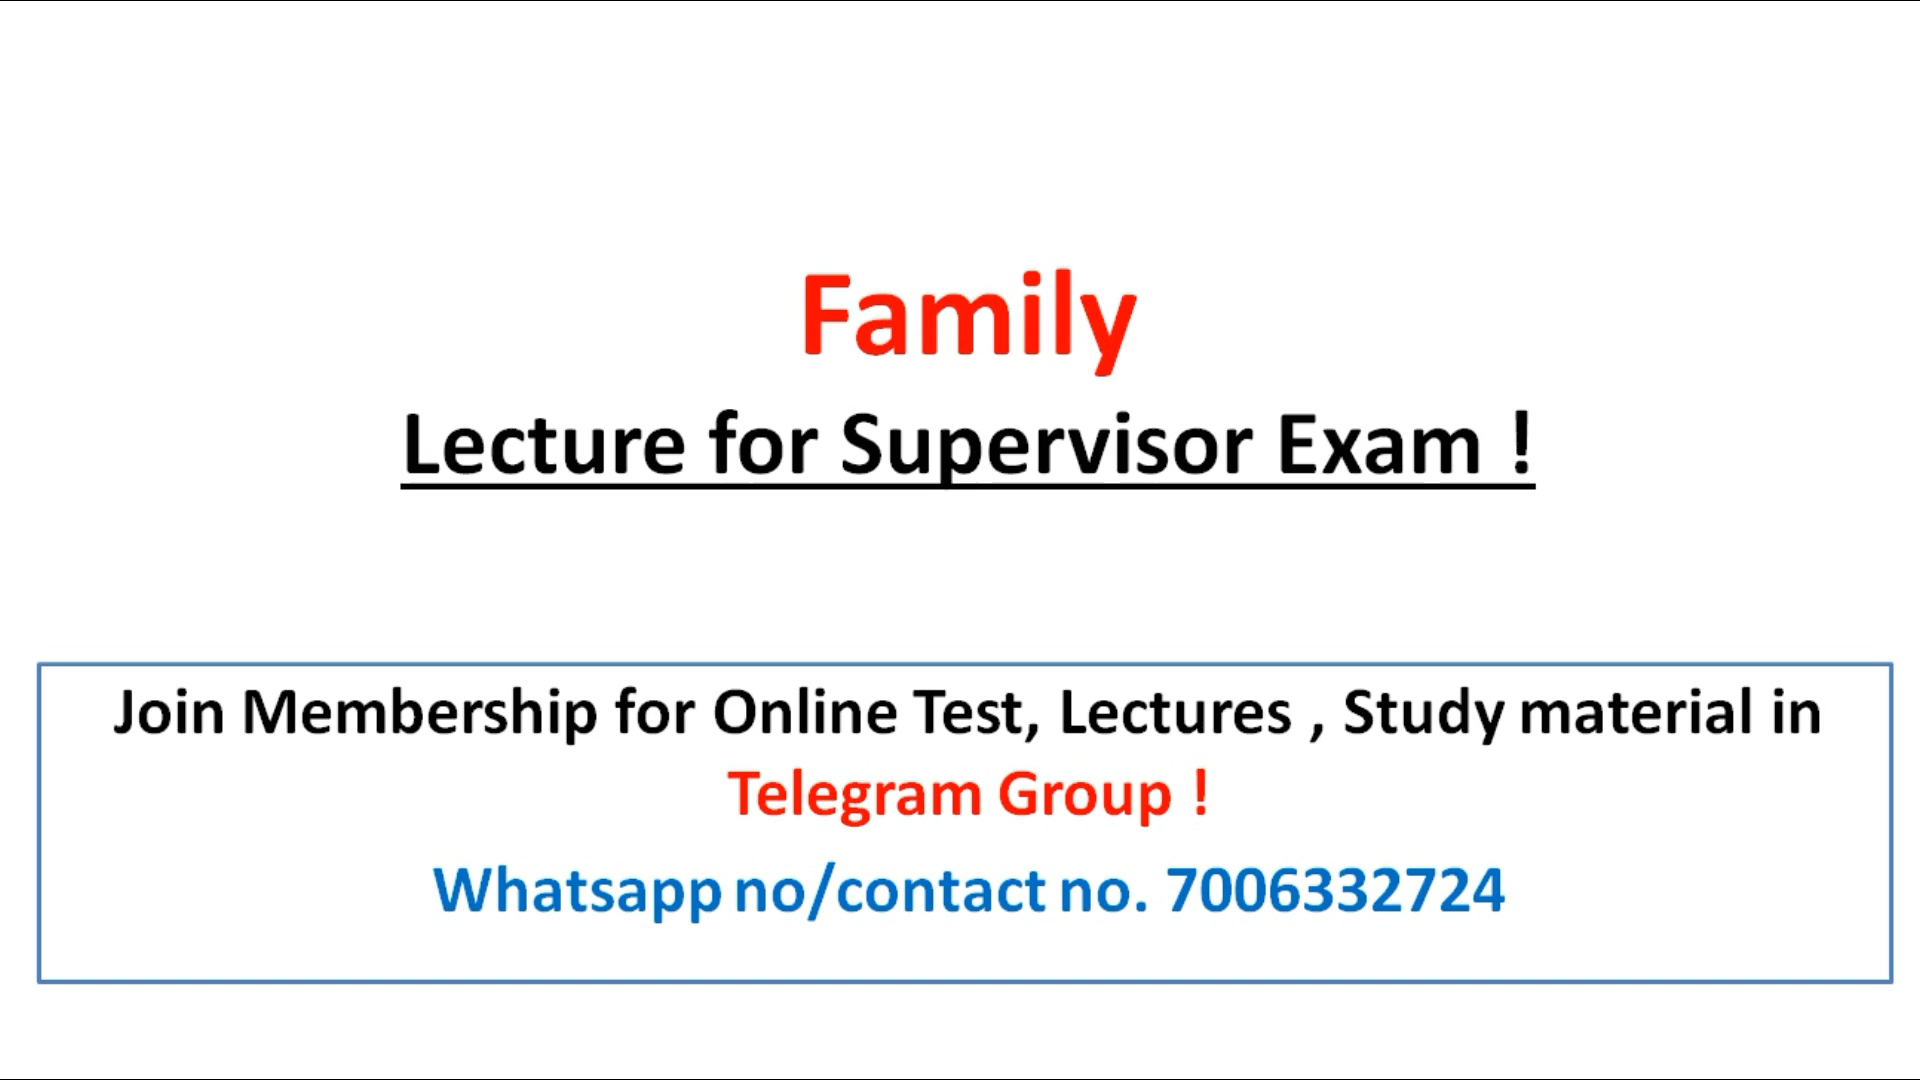 Family
Lecture for Supervisor Exam !
Join Membership for Online Test, Lectures , Study material in
Telegram Group !
Whatsapp no/contact no. 7006332724